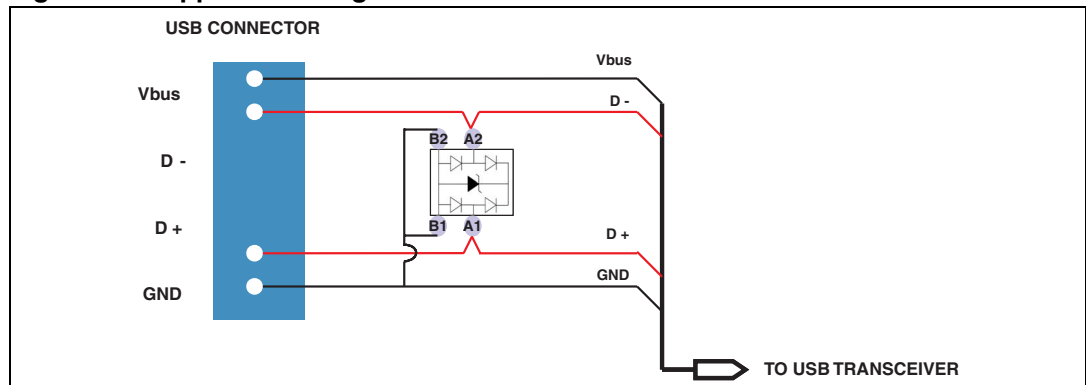 USB CONNECTOR
Vbus
D -
D +
GND
Vbus
D -
B2 A2
B1 A1
D +
GND
TO USB TRANSCEIVER